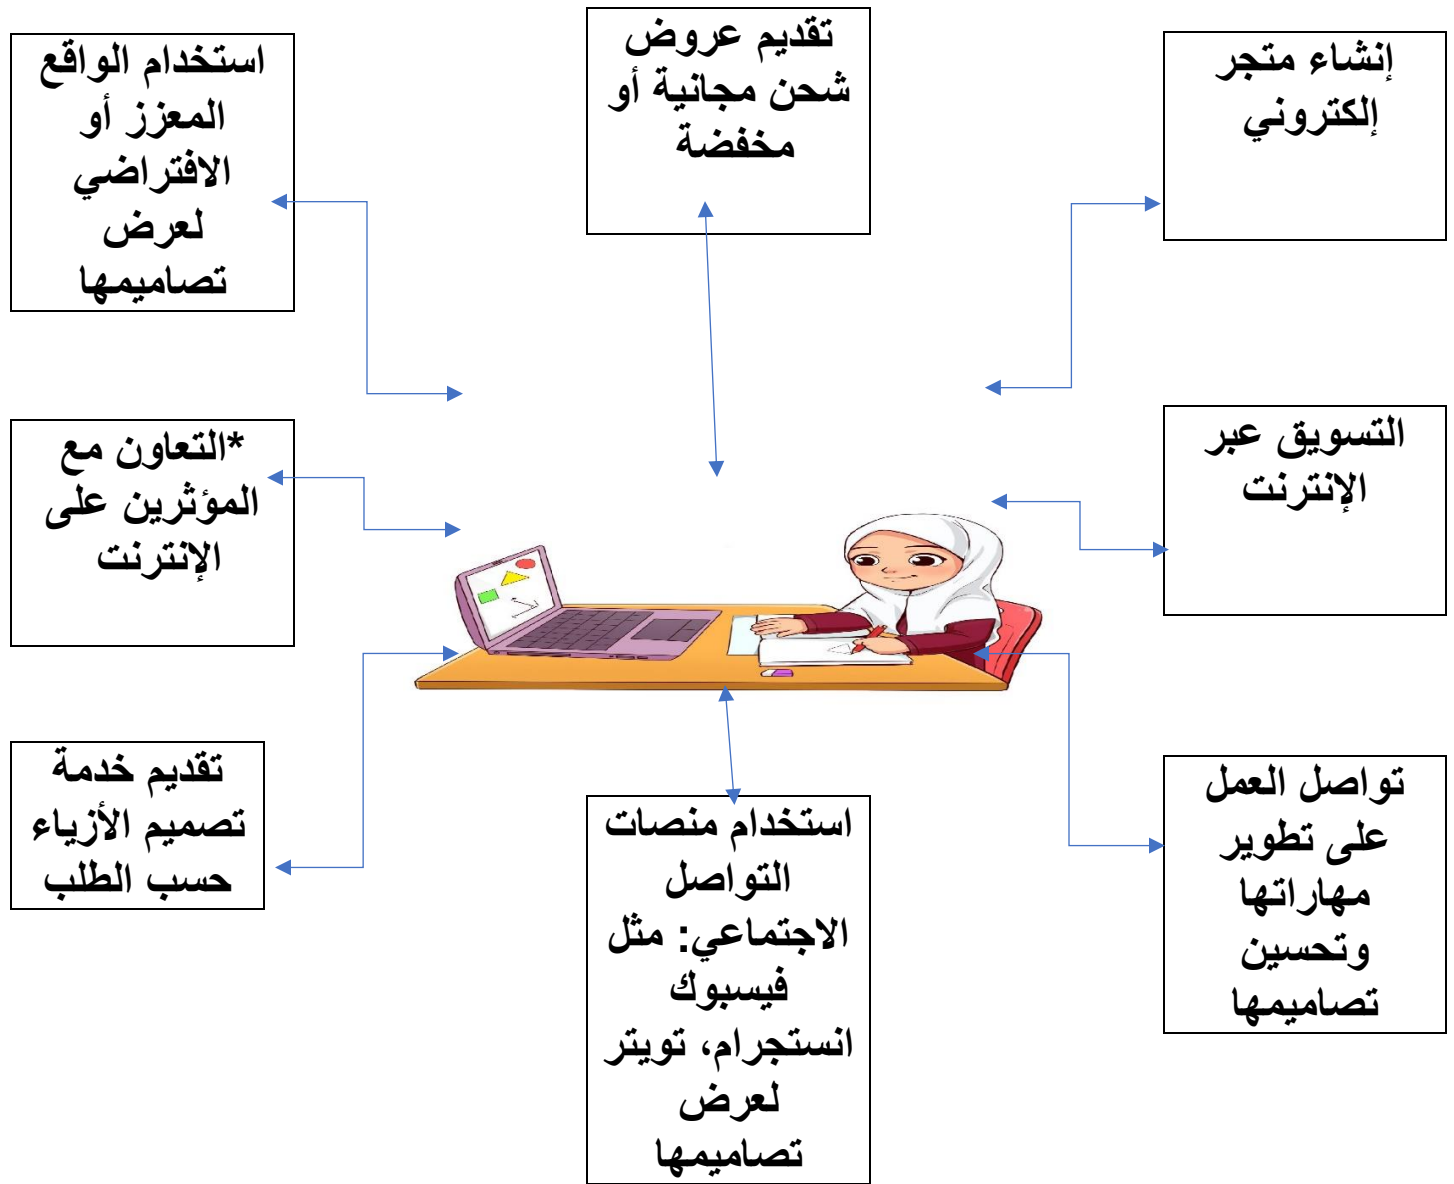 إنشاء متجر
إلكتروني
تقديم عروض
شحن مجانية أو
مخفضة
استخدام الواقع
المعزز أو
الافتراضي
لعرض
تصاميمها
التسويق عبر
الإنترنت
*التعاون مع
المؤثرين على
الإنترنت
تواصل العمل
على تطوير
مهاراتها
وتحسين
تصاميمها
استخدام منصات
التواصل
الاجتماعي: مثل
فيسبوك
انستجرام، تويتر
لعرض
تصاميمها
تقديم خدمة
تصميم الأزياء
حسب الطلب